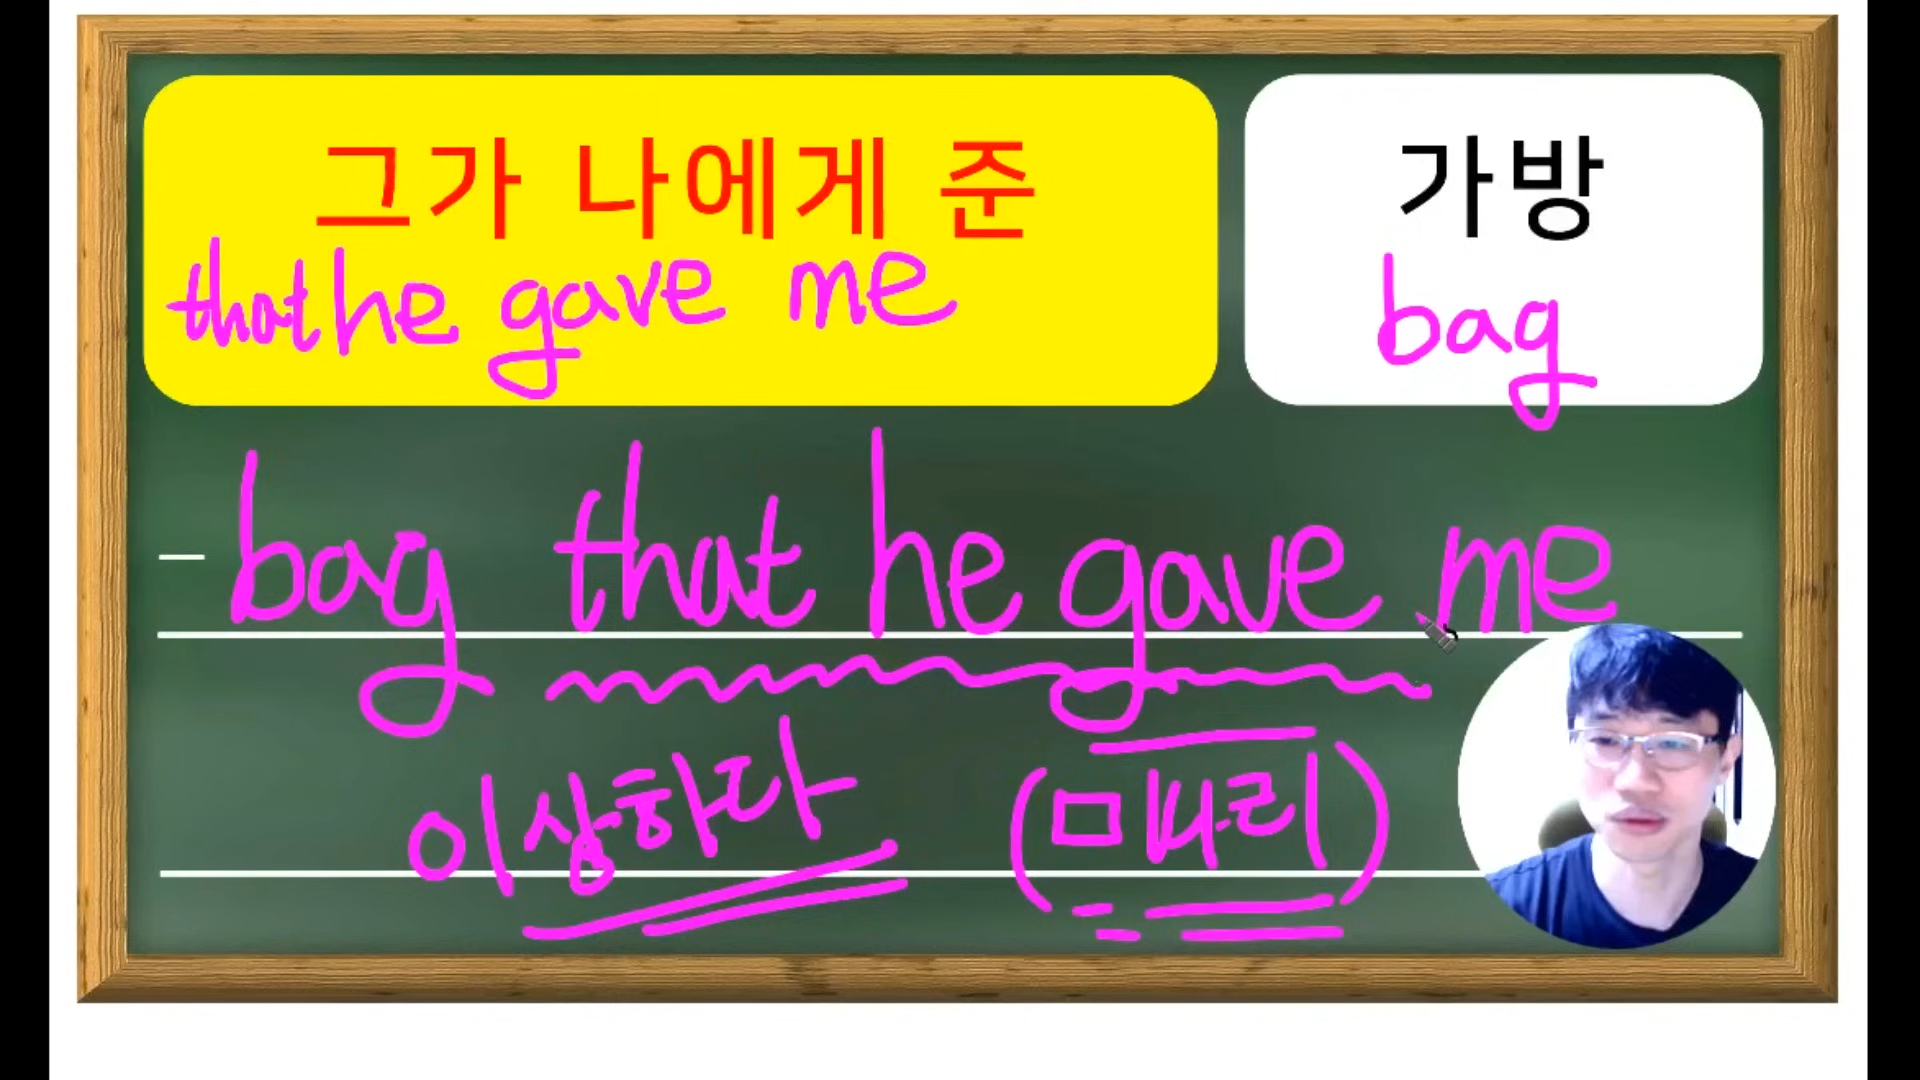 그가 나에게 준
that he gave me
가방
bag
bag that he gave me
이상하다 (메리)